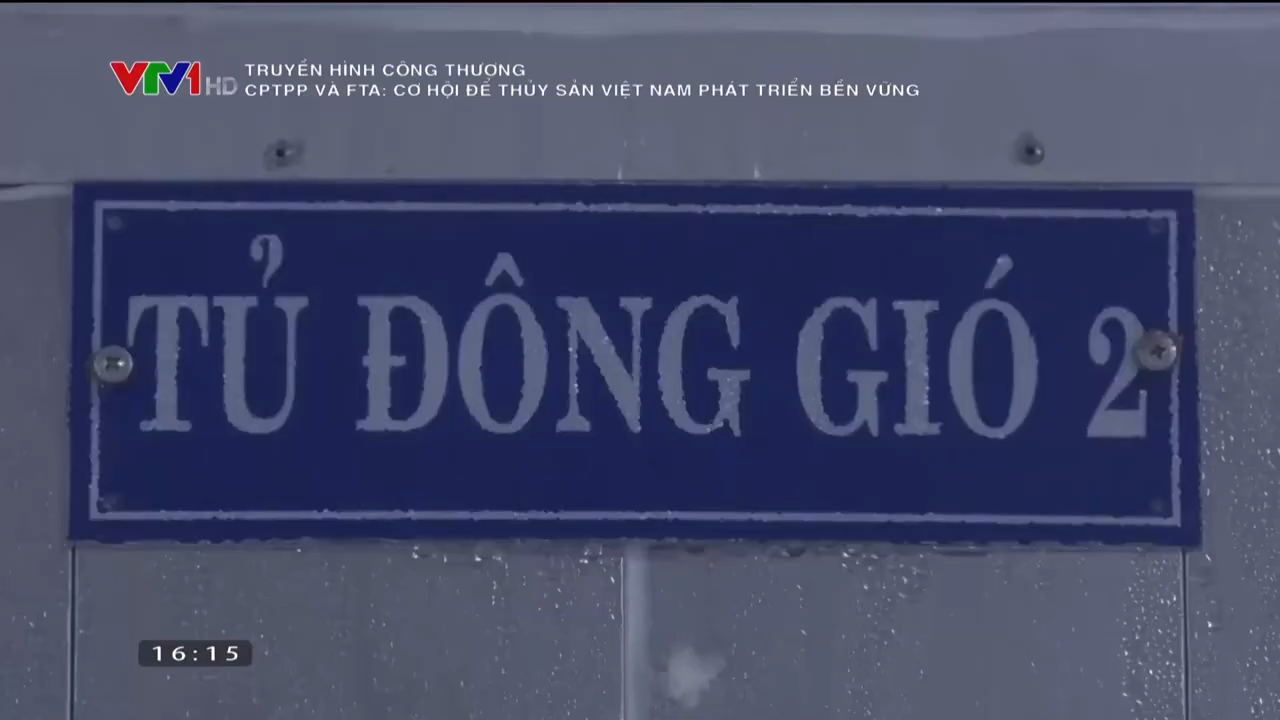 VTV1 HD
TRUYỀN HÌNH CÔNG THƯƠNG
CPTPP VÀ FTA: CƠ HỘI ĐỂ THỦY SẢN VIỆT NAM PHÁT TRIỂN BỀN VỮNG
TỦ ĐÔNG GIÓ 2
16:15